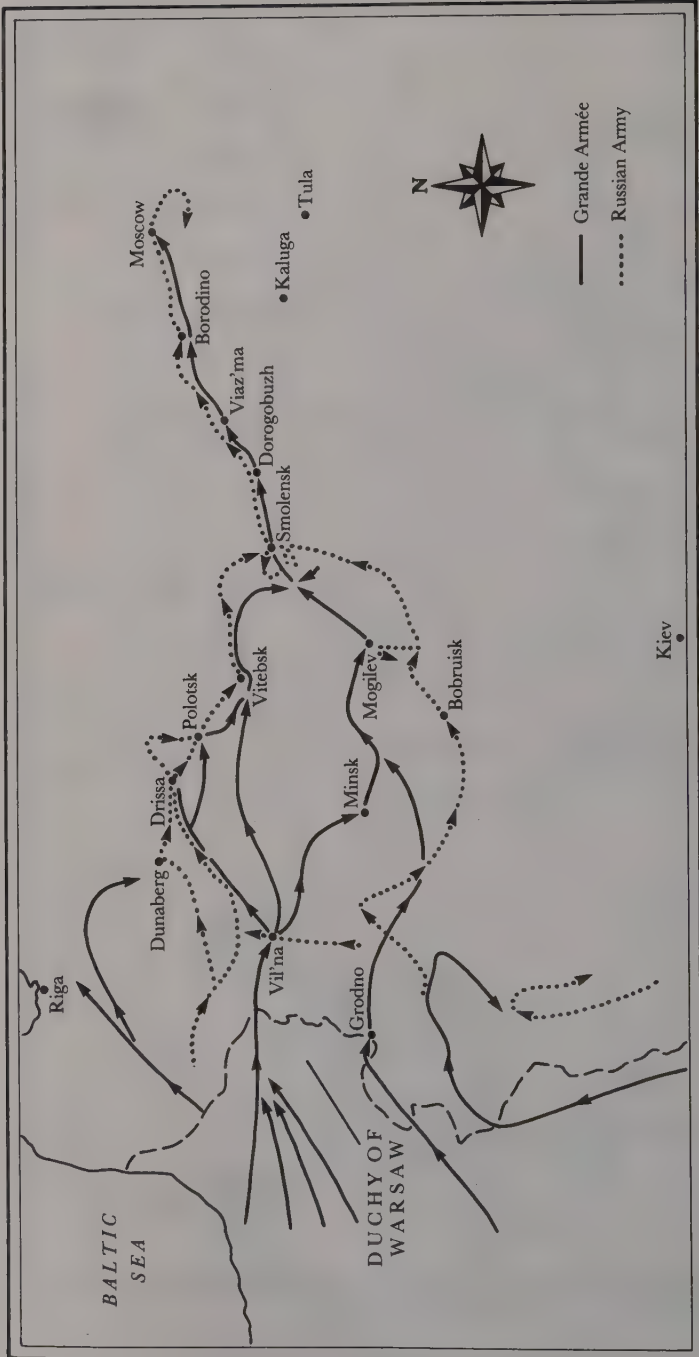 BALTIC
SEA
Riga
Dunaberg
Drissa
Polotsk
Vitebsk
Smolensk
Dorogobuzh
Viaz'ma
Borodino
Moscow
Kaluga
Tula
Vil'na
Minsk
Mogilev
Bobruisk
Grodno
DUCHY OF
WARSAW
Kiev
N
Grande Armée
Russian Army